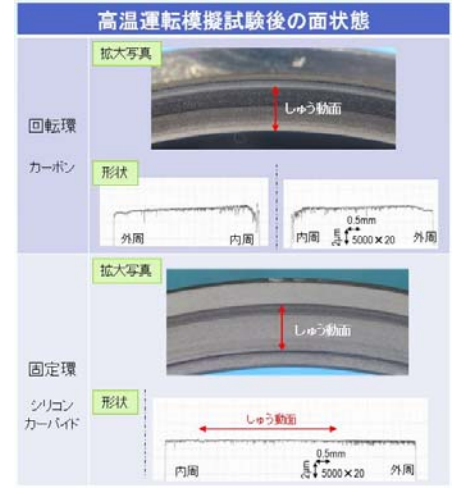 高温運転模擬試験後の面状態
回転環
カーボン
拡大写真
しゅう動面
形状
外周
内周
内周
0.5mm
2μm
5000×20
外周
固定環
シリコン
カーバイド
拡大写真
しゅう動面
形状
しゅう動面
内周
0.5mm
2μm
5000×20
外周